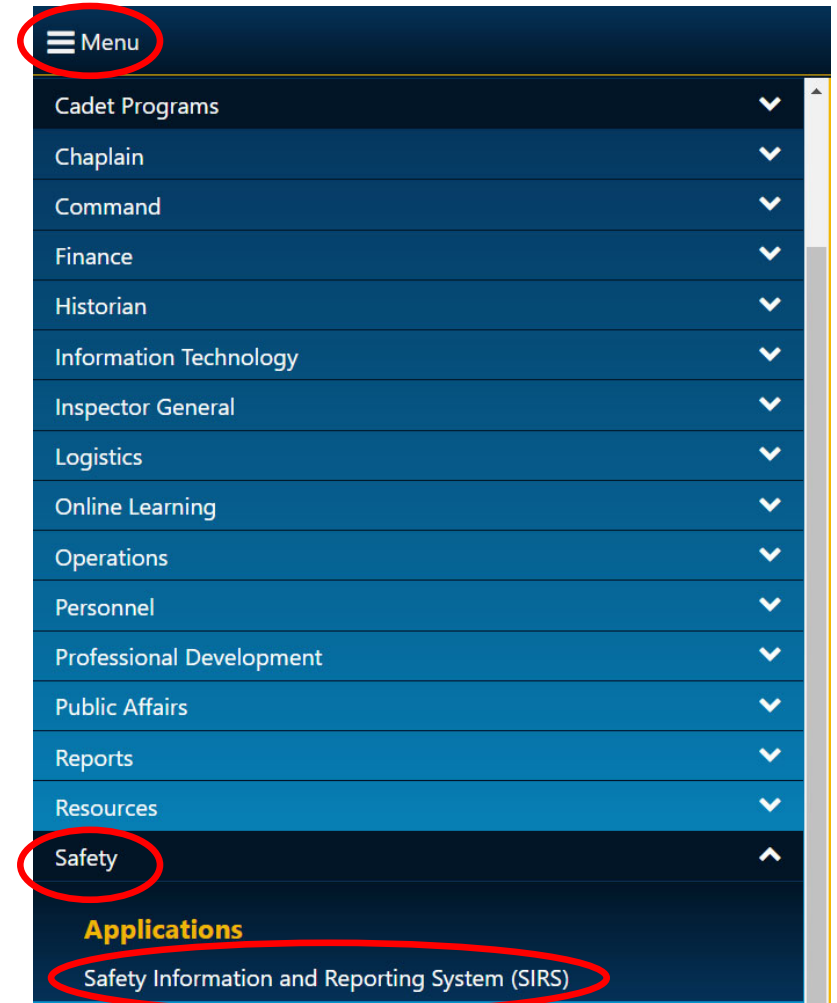 Menu
Cadet Programs
Chaplain
Command
Finance
Historian
Information Technology
Inspector General
Logistics
Online Learning
Operations
Personnel
Professional Development
Public Affairs
Reports
Resources
Safety
Applications
Safety Information and Reporting System (SIRS)